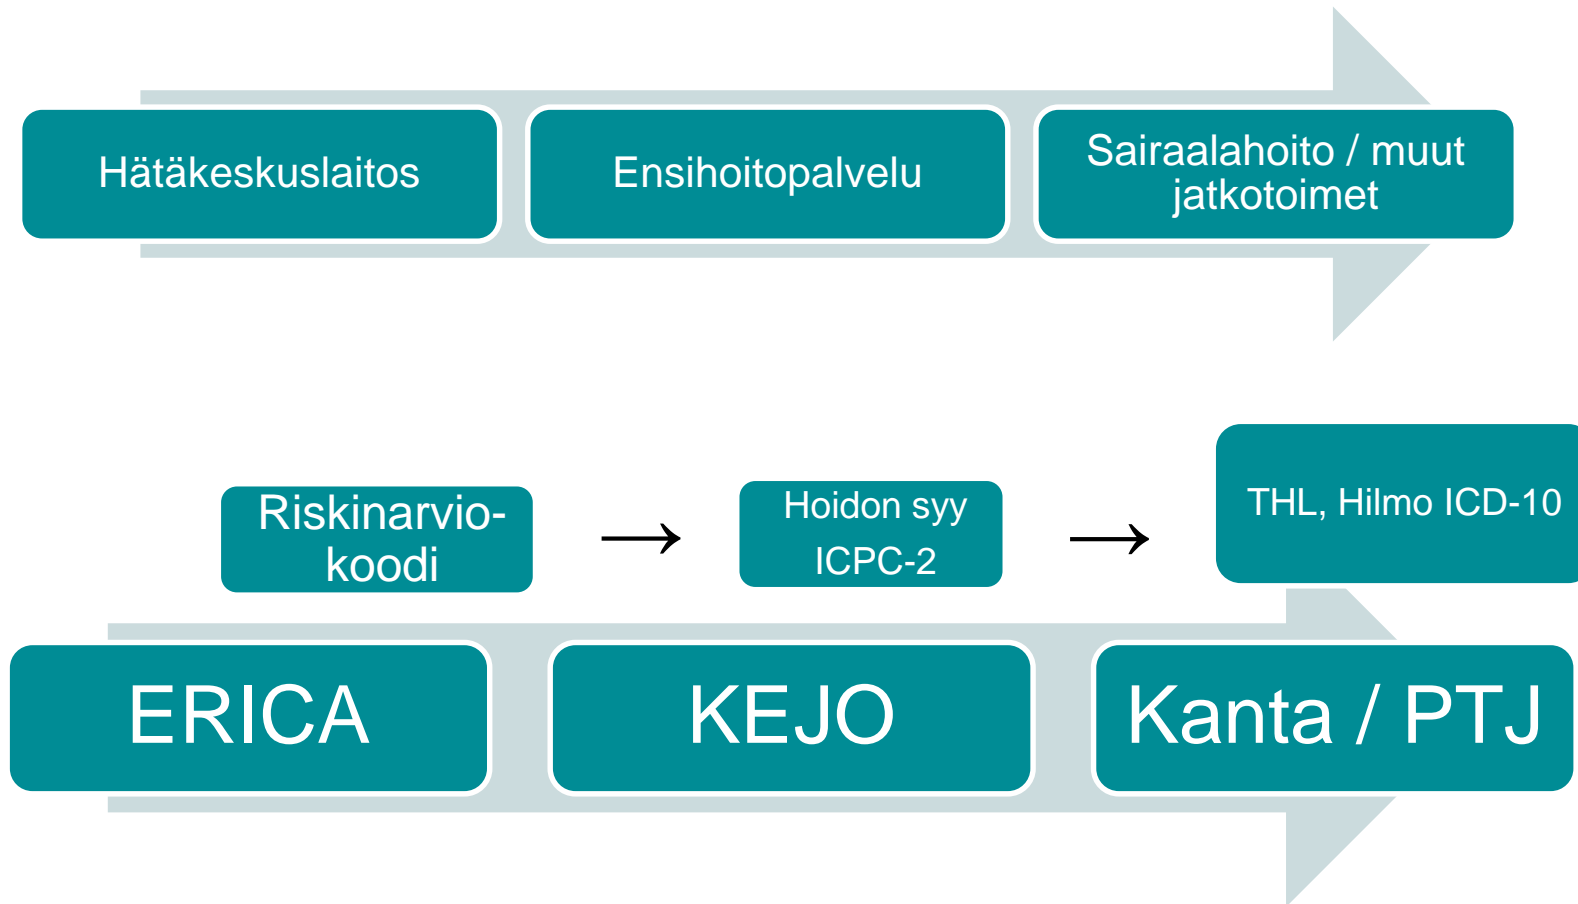 Hätäkeskuslaitos
Ensihoitopalvelu
Sairaalahoito / muut
jatkotoimet
Riskinarvio-
koodi
→
Hoidon syy
ICPC-2
→
THL, Hilmo ICD-10
ERICA
KEJO
Kanta / PTJ